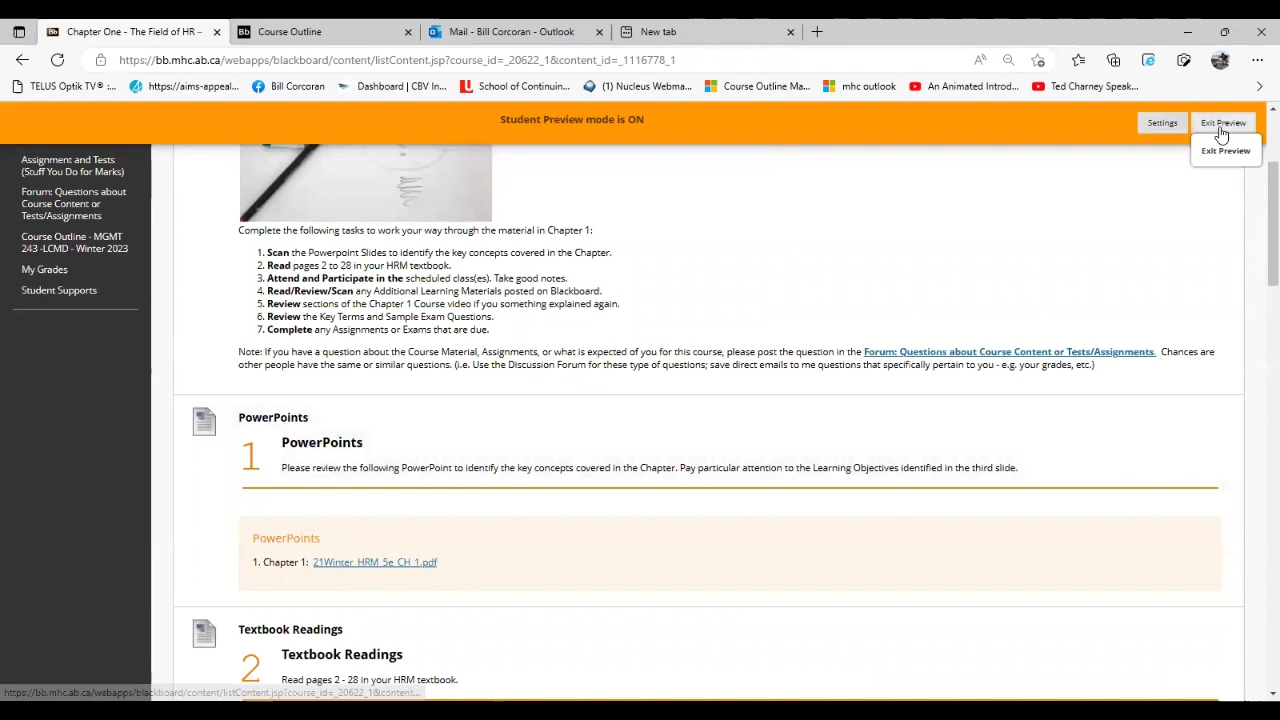 Chapter One - The Field of HR –
Course Outline
Mail - Bill Corcoran - Outlook
New tab
https://bb.mhc.ab.ca/webapps/blackboard/content/listContent.jsp?course_id=_20622_1&content_id=_1116778_1
TELUS Optik TV® :...
https://aims-appeal...
Bill Corcoran
Dashboard | CBV In...
School of Continuin...
(1) Nucleus Webma...
Course Outline Ma...
mhc outlook
An Animated Introd...
Ted Charney Speak...
Student Preview mode is ON
Settings
Exit Preview
Exit Preview
Assignment and Tests
(Stuff You Do for Marks)
Forum: Questions about
Course Content or
Tests/Assignments
Course Outline - MGMT
243 -LCMD - Winter 2023
My Grades
Student Supports
Complete the following tasks to work your way through the material in Chapter 1:
1. Scan the Powerpoint Slides to identify the key concepts covered in the Chapter.
2. Read pages 2 to 28 in your HRM textbook.
3. Attend and Participate in the scheduled class(es). Take good notes.
4. Read/Review/Scan any Additional Learning Materials posted on Blackboard.
5. Review sections of the Chapter 1 Course video if you something explained again.
6. Review the Key Terms and Sample Exam Questions.
7. Complete any Assignments or Exams that are due.
Note: If you have a question about the Course Material, Assignments, or what is expected of you for this course, please post the question in the Forum: Questions about Course Content or Tests/Assignments. Chances are
other people have the same or similar questions. (i.e. Use the Discussion Forum for these type of questions; save direct emails to me questions that specifically pertain to you - e.g. your grades, etc.)
PowerPoints
1
PowerPoints
Please review the following PowerPoint to identify the key concepts covered in the Chapter. Pay particular attention to the Learning Objectives identified in the third slide.
PowerPoints
1. Chapter 1: 21Winter_HRM_5e_CH_1.pdf
Textbook Readings
2
Textbook Readings
Read pages 2 - 28 in your HRM textbook.
https://bb.mhc.ab.ca/webapps/blackboard/content/listContent.jsp?course_id=_20622_1&content...